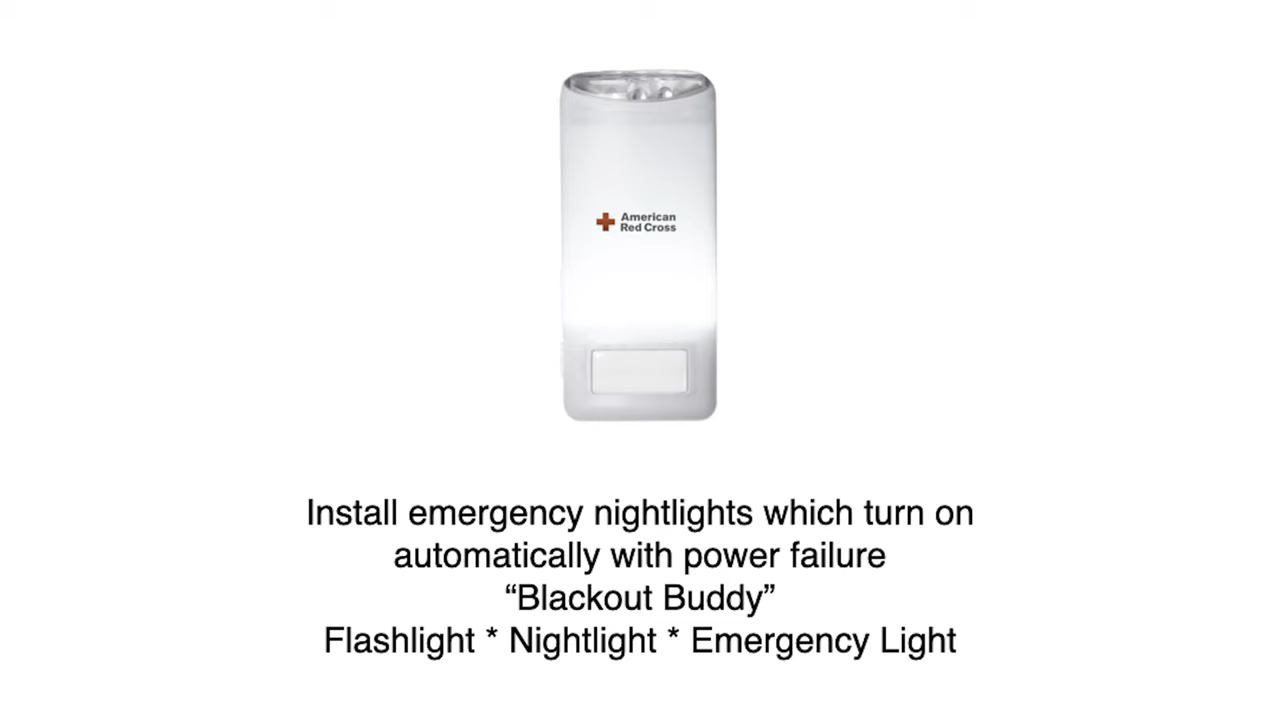 American
Red Cross
Install emergency nightlights which turn on
automatically with power failure
“Blackout Buddy”
Flashlight * Nightlight * Emergency Light